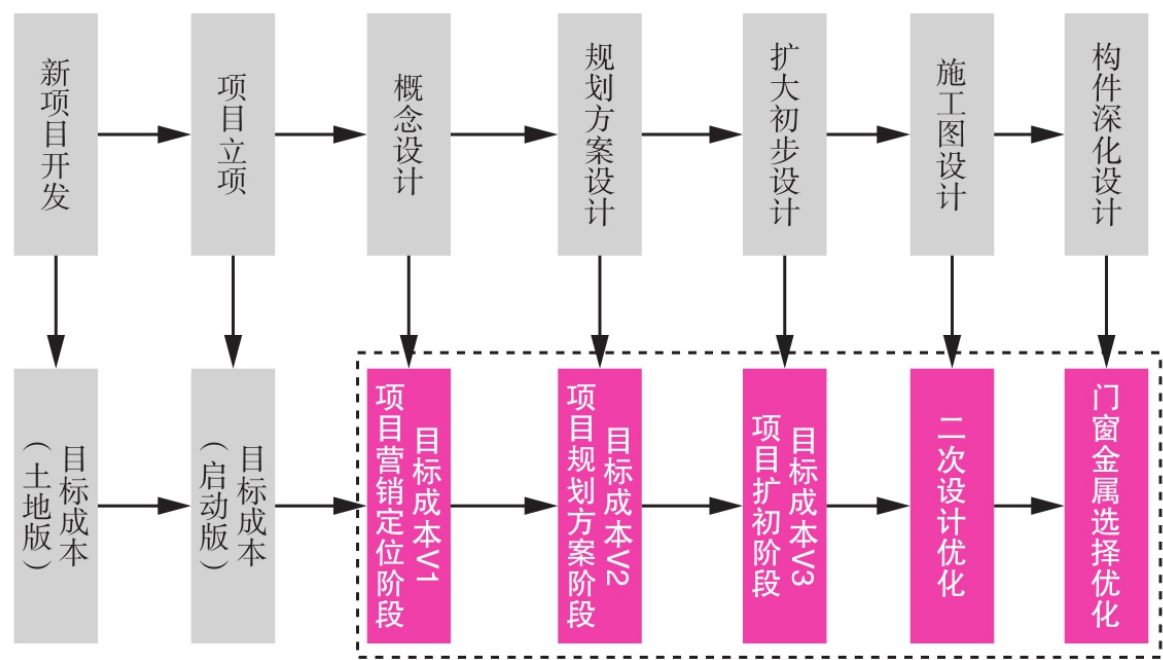 新项目开发
项目立项
概念设计
规划方案设计
扩大初步设计
施工图设计
构件深化设计
目标成本
（土地版）
目标成本
（启动版）
目标成本V1
项目营销定位阶段
目标成本V2
项目规划方案阶段
目标成本V3
项目扩初阶段
二次设计优化
门窗金属选择优化